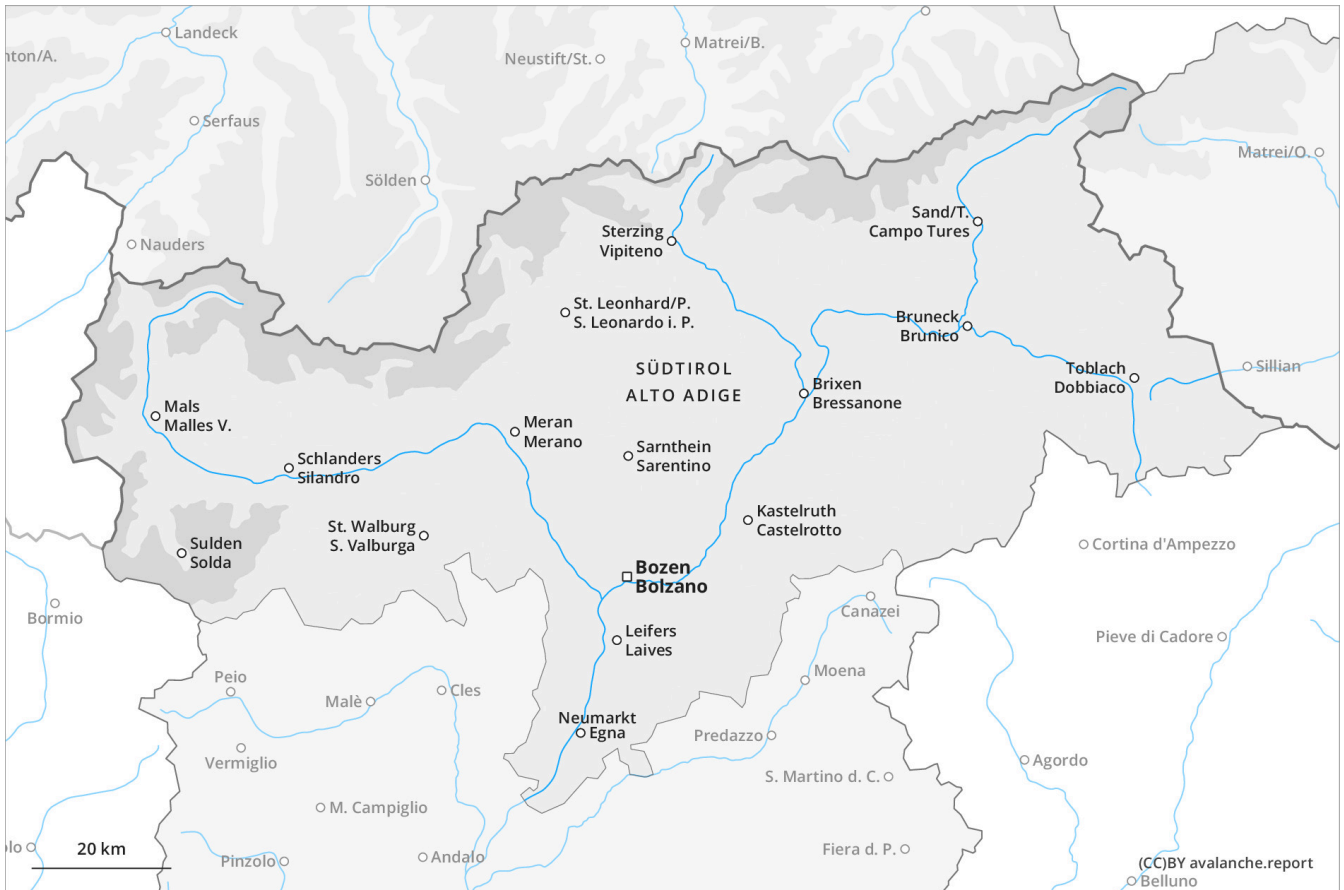 Landeck
nton/A.
Neustift/St.
Matrei/B.
Serfaus
Matrei/O.
Sölden
Nauders
Sterzing
Vipiteno
Sand/T.
Campo Tures
St. Leonhard/P.
S. Leonardo i. P.
Bruneck
Brunico
SÜDTIROL
ALTO ADIGE
Toblach
Dobbiaco
Sillian
Brixen
Bressanone
Mals
Malles V.
Meran
Merano
Schlanders
Silandro
Sarnthein
Sarentino
Kastelruth
Castelrotto
St. Walburg
S. Valburga
Sulden
Solda
Cortina d'Ampezzo
Bozen
Bolzano
Bormio
Canazei
Leifers
Laives
Pieve di Cadore
Peio
Malè
Cles
Moena
Neumarkt
Egna
Predazzo
Vermiglio
Agordo
S. Martino d. C.
M. Campiglio
olo
20 km
Pinzolo
Andalo
Fiera d. P.
(CC)BY avalanche.report
Belluno